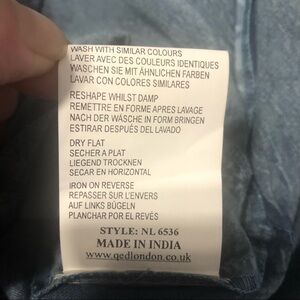 WASH WITH SIMILAR COLOURS
LAVER AVEC DES COULEURS IDENTIQUES
WASCHEN SIE MIT ÄHNLICHEN FARBEN
LAVAR CON COLORES SIMILARES
RESHAPE WHILST DAMP
REMETTRE EN FORME APRES LAVAGE
NACH DER WÄSCHE IN FORM BRINGEN
ESTIRAR DESPUÉS DEL LAVADO
DRY FLAT
SECHER A PLAT
LIEGEND TROCKNEN
SECAR EN HORIZONTAL
IRON ON REVERSE
REPASSER SUR L'ENVERS
AUF LINKS BÜGELN
PLANCHAR POR EL REVÉS
STYLE: NL 6536
MADE IN INDIA
www.qedlondon.co.uk